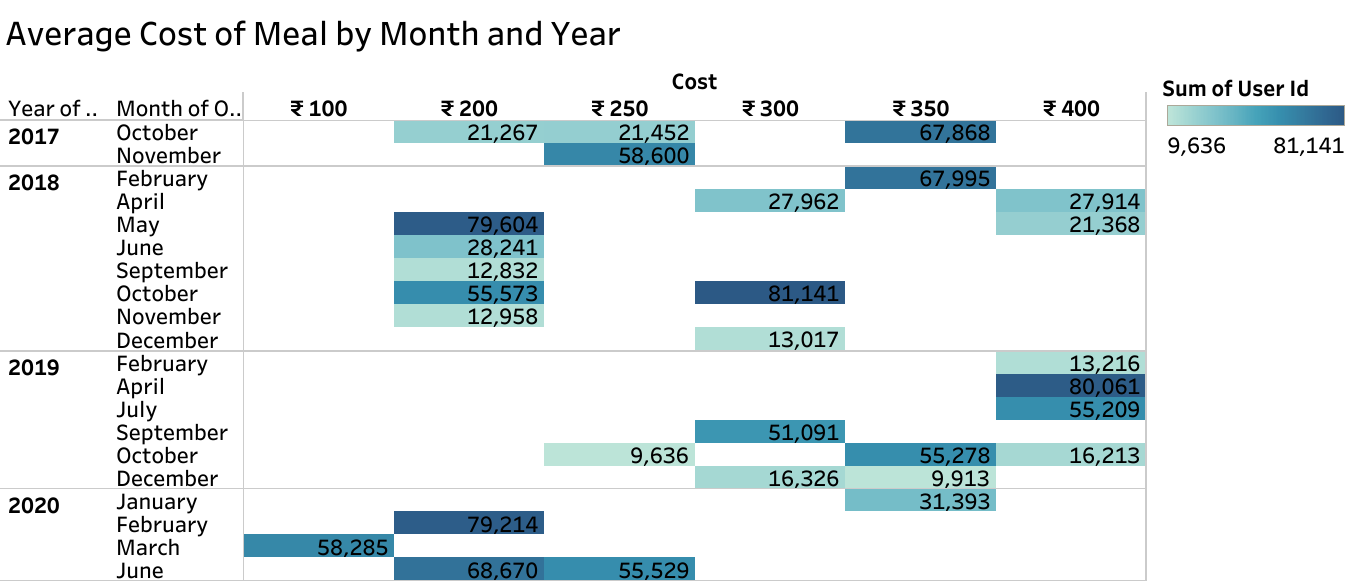 Average Cost of Meal by Month and Year
Cost
Year of .. Month of O.. ₹ 100 ₹ 200 ₹ 250 ₹ 300 ₹ 350 ₹ 400
2017 October 21,267 21,452 67,868
November 58,600
2018 February 67,995
April 27,962 27,914
May 79,604 21,368
June 28,241
September 12,832
October 55,573 81,141
November 12,958
December 13,017
2019 February 13,216
April 80,061
July 55,209
September 51,091
October 9,636 55,278 16,213
December 16,326 9,913
2020 January 31,393
February 79,214
March 58,285
June 68,670 55,529
Sum of User Id
9,636 81,141